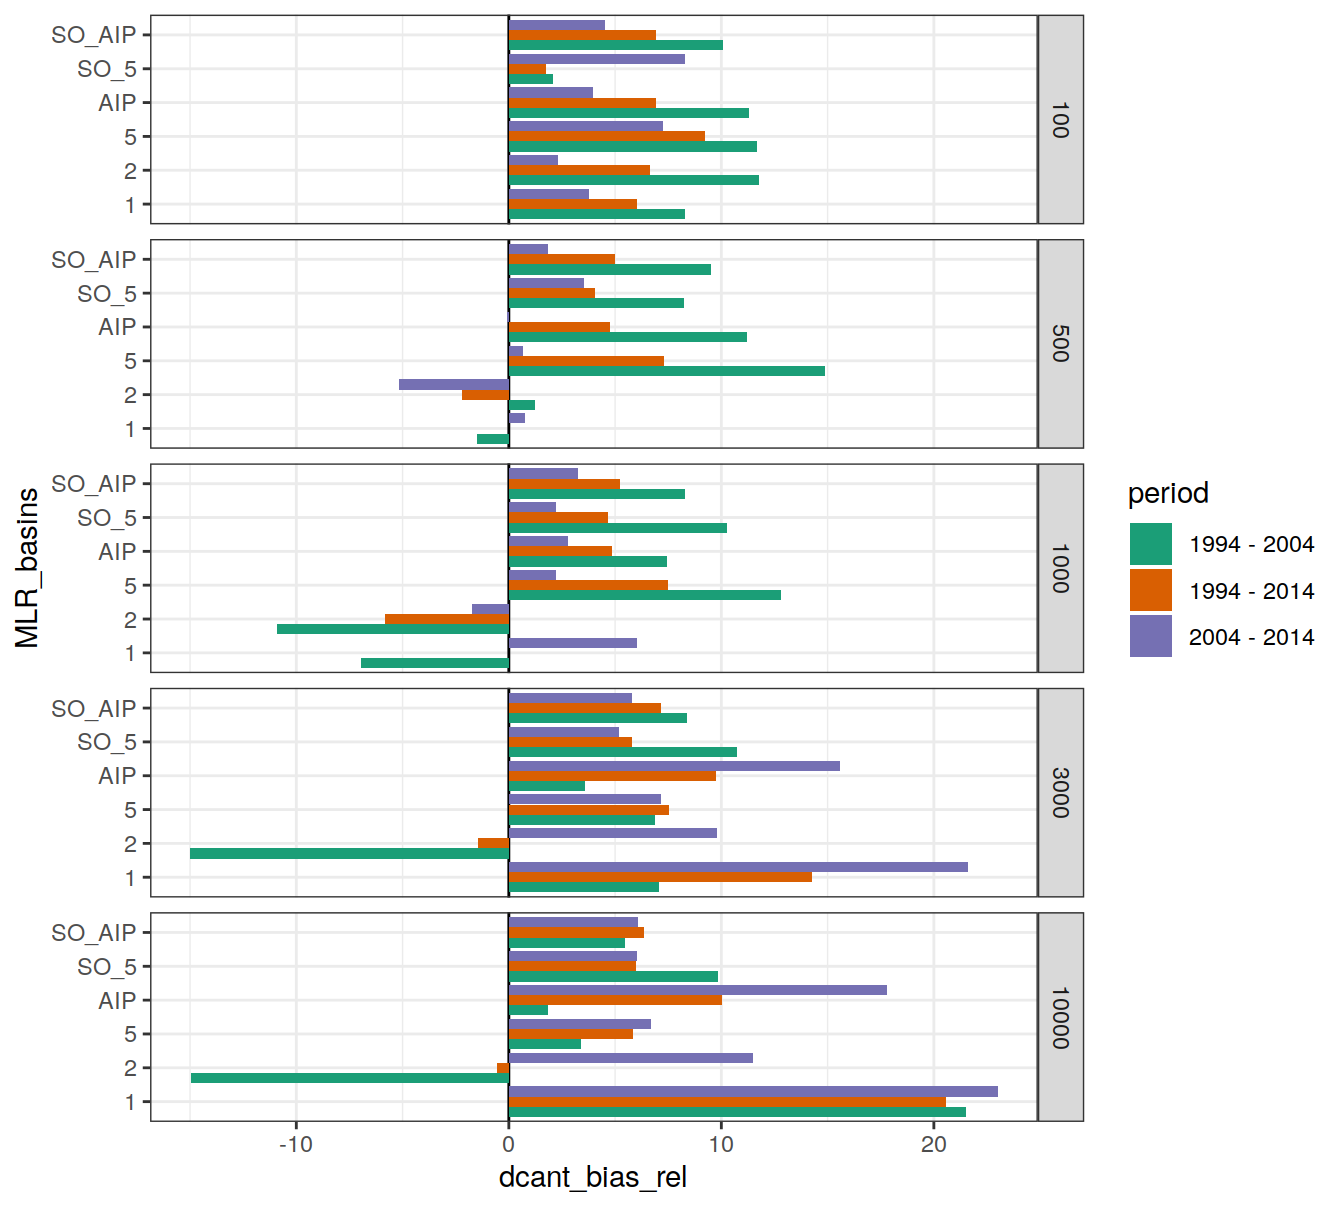 SO_AIP
SO_5
AIP
5
2
1
100
SO_AIP
SO_5
AIP
5
2
1
500
SO_AIP
SO_5
AIP
5
2
1
1000
SO_AIP
SO_5
AIP
5
2
1
3000
SO_AIP
SO_5
AIP
5
2
1
10000
-10 0 10 20
dcant_bias_rel
MLR_basins
period
1994 - 2004
1994 - 2014
2004 - 2014